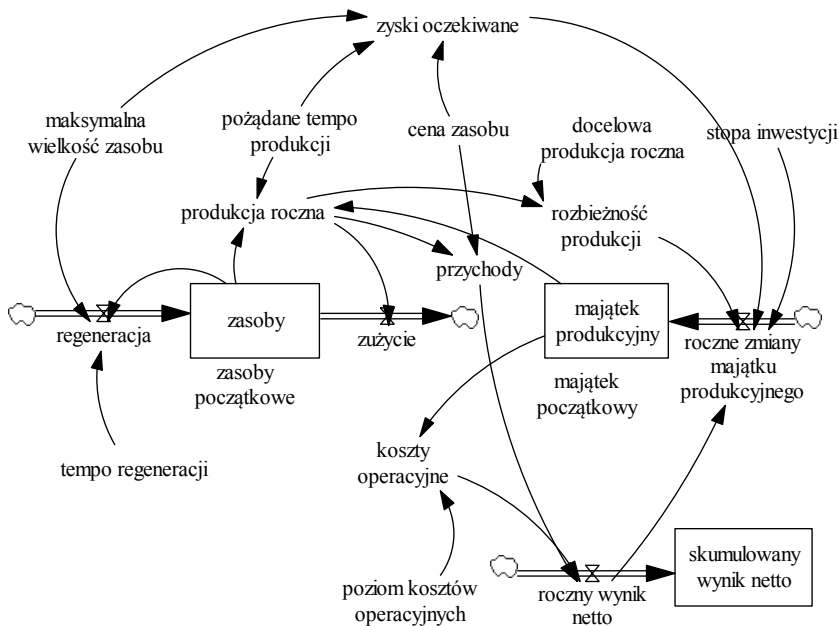 zyski oczekiwane
maksymalna
wielkość zasobu
pożądane tempo
produkcji
cena zasobu
docelowa
produkcja roczna
stopa inwestycji
produkcja roczna
rozbieżność
produkcji
przychody
regeneracja
zasoby
zużycie
majątek
produkcyjny
roczne zmiany
majątku
produkcyjnego
zasoby
początkowe
majątek
początkowy
tempo regeneracji
koszty
operacyjne
poziom kosztów
operacyjnych
roczny wynik
netto
skumulowany
wynik netto